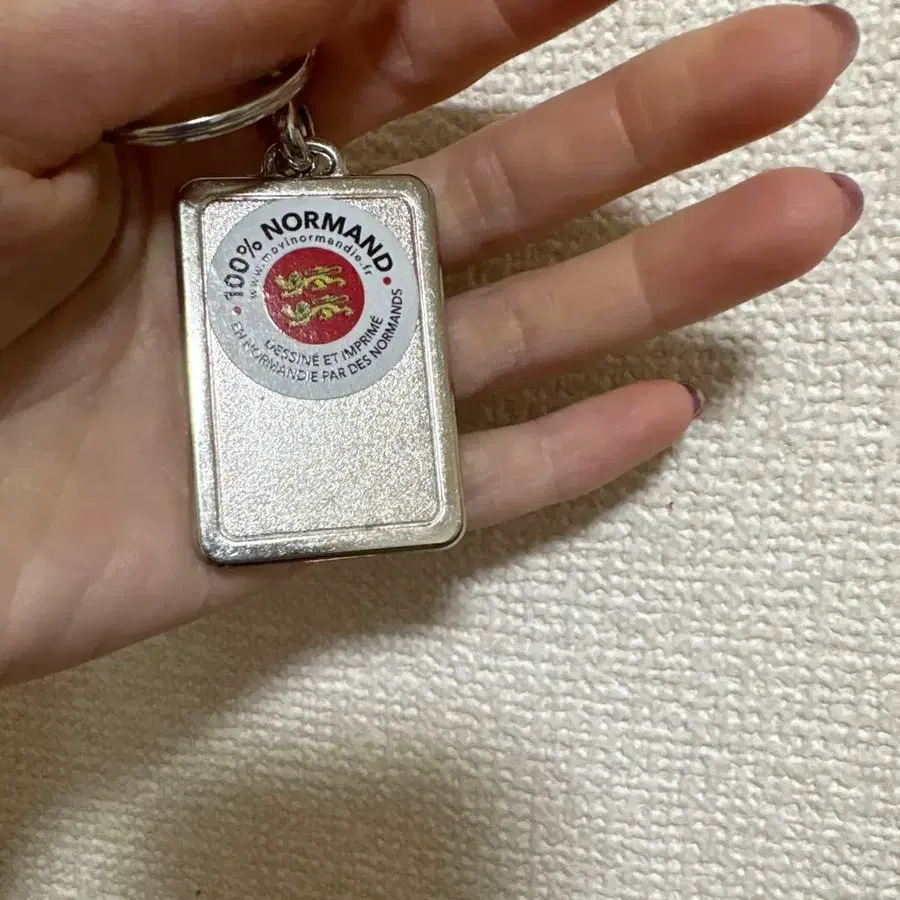 100% NORMAND
www.movinormandie.fr
DESSINÉ ET IMPRIMÉ
EN NORMANDIE PAR DES NORMANDS